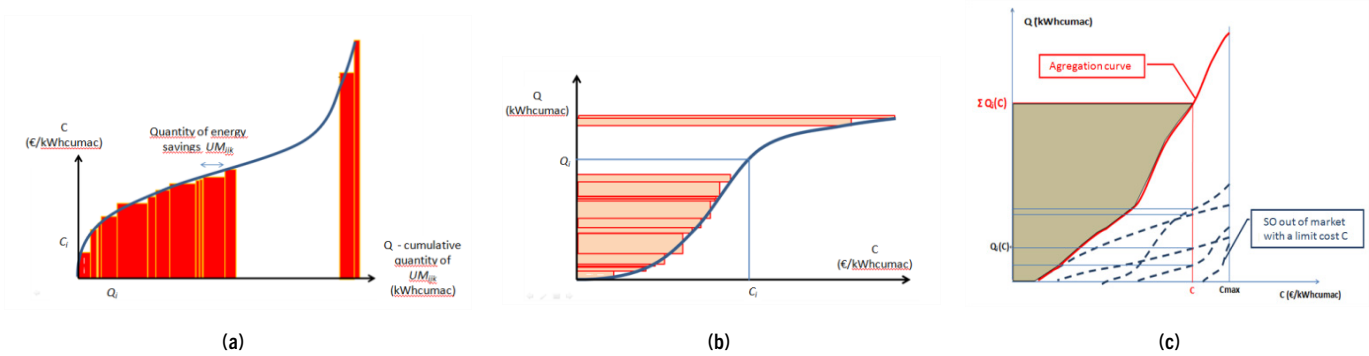 C
(€/kWhcumac)
Quantity of energy
savings UMijk
Ci
Qi
Q - cumulative
quantity of
UMijk
(kWhcumac)
(a)
Q
(kWhcumac)
Qi
C
(€/kWhcumac)
Ci
(b)
Q (kWhcumac)
Agregation curve
Σ Qi(C)
SO out of market
with a limit cost C
Qi(C)
C
Cmax
C (€/kWhcumac)
(c)